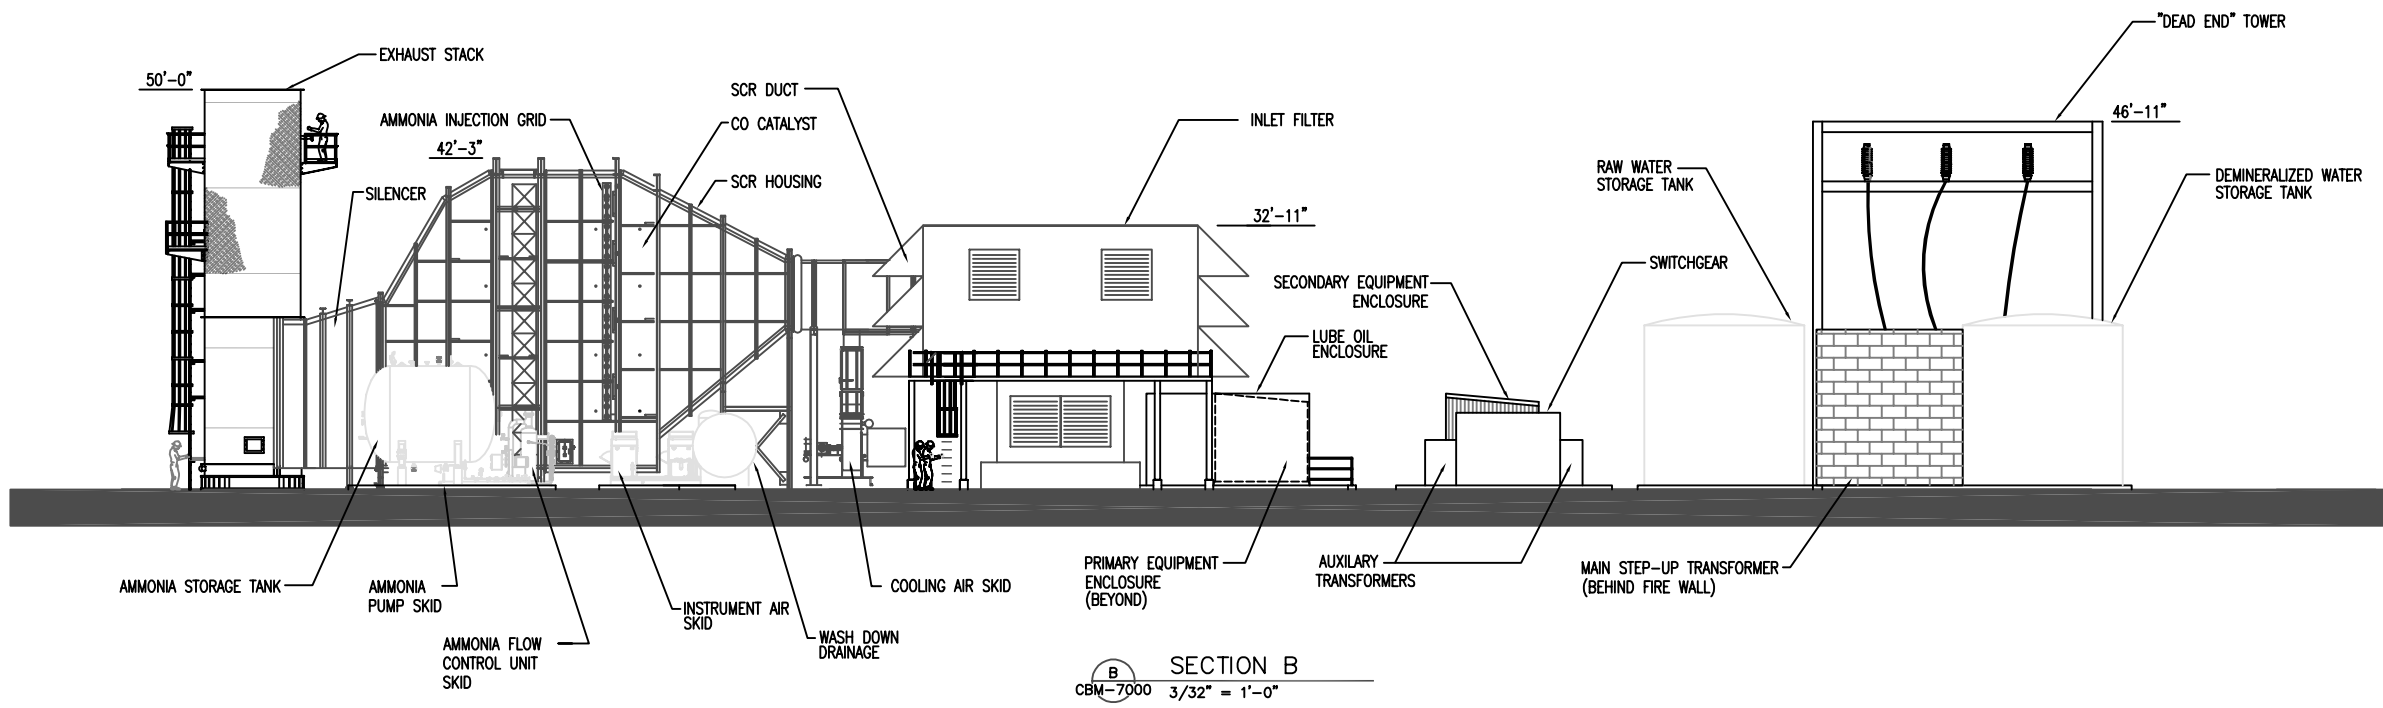 "DEAD END" TOWER
EXHAUST STACK
50'-0"
SCR DUCT
46'-11"
AMMONIA INJECTION GRID
CO CATALYST
INLET FILTER
42'-3"
RAW WATER
STORAGE TANK
DEMINERALIZED WATER
STORAGE TANK
SILENCER
SCR HOUSING
32'-11"
SWITCHGEAR
SECONDARY EQUIPMENT
ENCLOSURE
LUBE OIL
ENCLOSURE
AMMONIA STORAGE TANK
AMMONIA
PUMP SKID
AMMONIA FLOW
CONTROL UNIT
SKID
INSTRUMENT AIR
SKID
WASH DOWN
DRAINAGE
COOLING AIR SKID
PRIMARY EQUIPMENT
ENCLOSURE
(BEYOND)
AUXILARY
TRANSFORMERS
MAIN STEP-UP TRANSFORMER
(BEHIND FIRE WALL)
B
CBM-7000
SECTION B
3/32" = 1'-0"